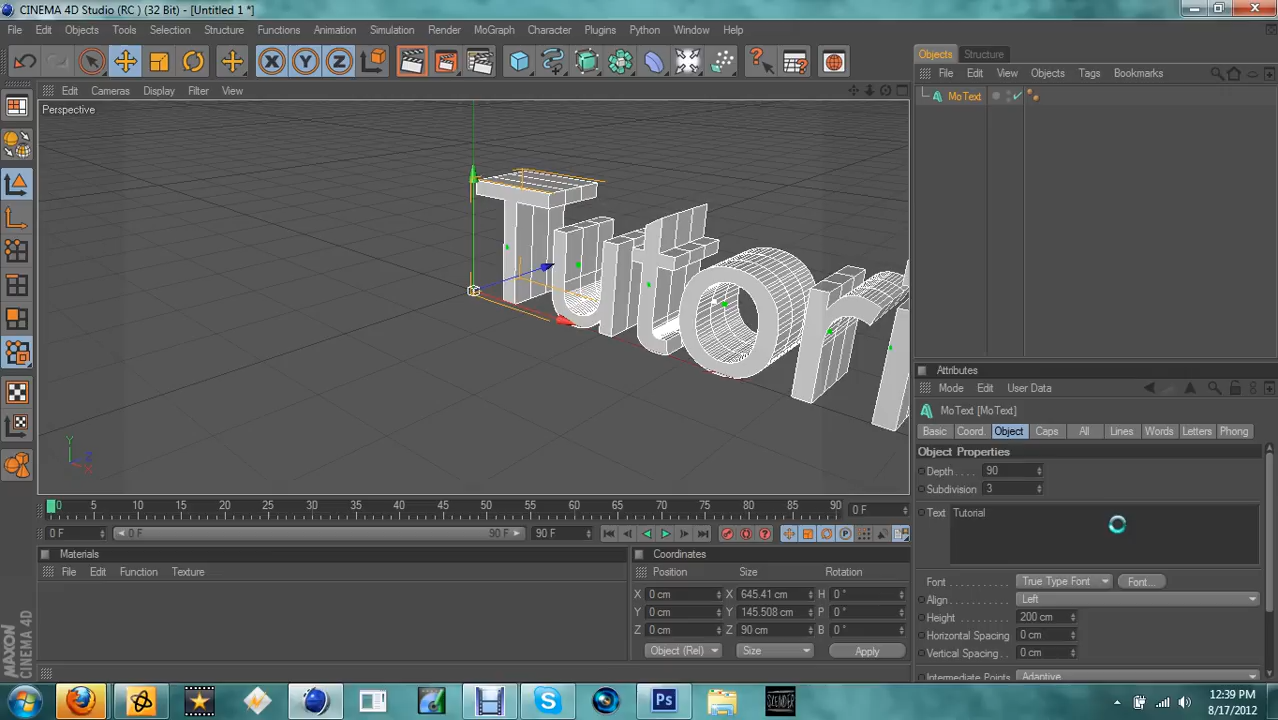 CINEMA 4D Studio (RC ) (32 Bit) - [Untitled 1 *]
File Edit Objects Tools Selection Structure Functions Animation Simulation Render MoGraph Character Plugins Python Window Help
X Y Z
Objects Structure
File Edit View Objects Tags Bookmarks
MoText
Edit Cameras Display Filter View
Perspective
Tutori
Y
Z
X
Attributes
Mode Edit User Data
MoText [MoText]
Basic Coord. Object Caps All Lines Words Letters Phong
Object Properties
Depth . . . . 90
Subdivision 3
Text Tutorial
Font . . . . . . . . . . True Type Font Font...
Align . . . . . . . . . . Left
Height . . . . . . . . 200 cm
Horizontal Spacing 0 cm
Vertical Spacing . . 0 cm
Intermediate Points Adaptive
0 5 10 15 20 25 30 35 40 45 50 55 60 65 70 75 80 85 90 0 F
0 F 0 F 90 F 90 F
Materials
File Edit Function Texture
Coordinates
Position Size Rotation
X 0 cm X 645.41 cm H 0 °
Y 0 cm Y 145.508 cm P 0 °
Z 0 cm Z 90 cm B 0 °
Object (Rel) Size Apply
MAXON
CINEMA 4D
Ps
SLENDER
12:39 PM
8/17/2012